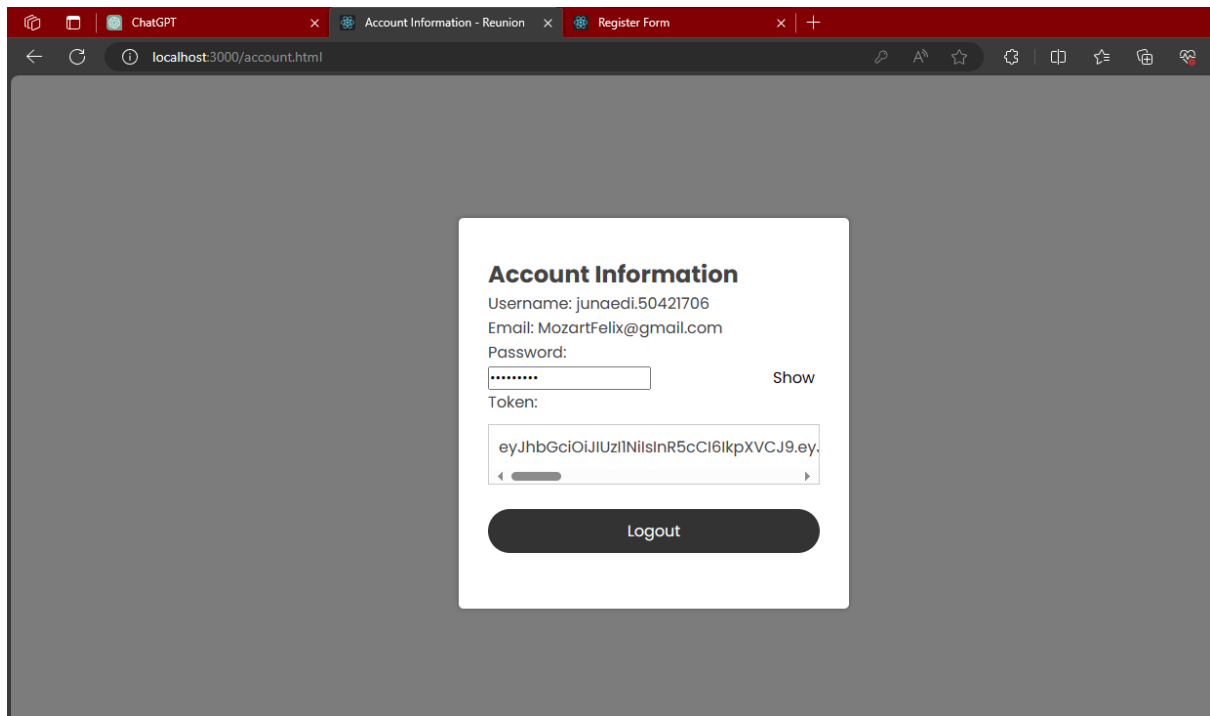 ChatGPT
Account Information - Reunion
Register Form
localhost:3000/account.html
Account Information
Username: junaedi.50421706
Email: MozartFelix@gmail.com
Password:
•••••••••
Show
Token:
eyJhbGciOiJIUzI1NiIsInR5cCI6IkpXVCJ9.eyJ
Logout